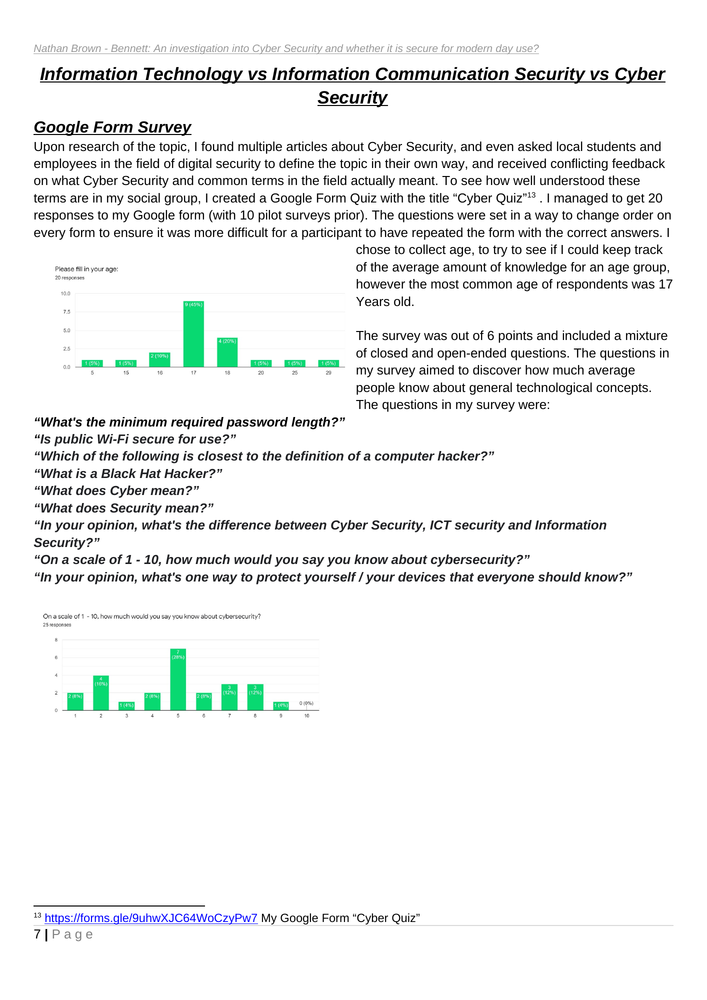 Nathan Brown - Bennett: An investigation into Cyber Security and whether it is secure for modern day use?
Information Technology vs Information Communication Security vs Cyber
Security
Google Form Survey
Upon research of the topic, I found multiple articles about Cyber Security, and even asked local students and
employees in the field of digital security to define the topic in their own way, and received conflicting feedback
on what Cyber Security and common terms in the field actually meant. To see how well understood these
terms are in my social group, I created a Google Form Quiz with the title “Cyber Quiz”13 . I managed to get 20
responses to my Google form (with 10 pilot surveys prior). The questions were set in a way to change order on
every form to ensure it was more difficult for a participant to have repeated the form with the correct answers. I
chose to collect age, to try to see if I could keep track
of the average amount of knowledge for an age group,
however the most common age of respondents was 17
Years old.
Please fill in your age:
20 responses
10.0
7.5
5.0
2.5
0.0
1 (5%) 1 (5%) 2 (10%) 9 (45%) 4 (20%) 1 (5%) 1 (5%) 1 (5%)
5 15 16 17 18 20 25 29
The survey was out of 6 points and included a mixture
of closed and open-ended questions. The questions in
my survey aimed to discover how much average
people know about general technological concepts.
The questions in my survey were:
“What's the minimum required password length?”
“Is public Wi-Fi secure for use?”
“Which of the following is closest to the definition of a computer hacker?”
“What is a Black Hat Hacker?”
“What does Cyber mean?”
“What does Security mean?”
“In your opinion, what's the difference between Cyber Security, ICT security and Information
Security?”
“On a scale of 1 - 10, how much would you say you know about cybersecurity?”
“In your opinion, what's one way to protect yourself / your devices that everyone should know?”
On a scale of 1 - 10, how much would you say you know about cybersecurity?
25 responses
8
6
4
2
0
2 (8%) 4 (16%) 1 (4%) 2 (8%) 7 (28%) 2 (8%) 3 (12%) 3 (12%) 1 (4%) 0 (0%)
1 2 3 4 5 6 7 8 9 10
13 https://forms.gle/9uhwXJC64WoCzyPw7 My Google Form “Cyber Quiz”
7 | P a g e